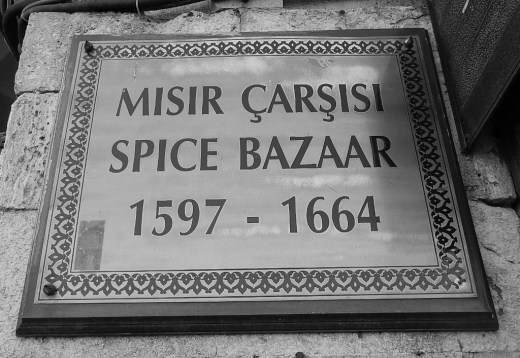 MISIR ÇARŞISI
SPICE BAZAAR
1597 - 1664